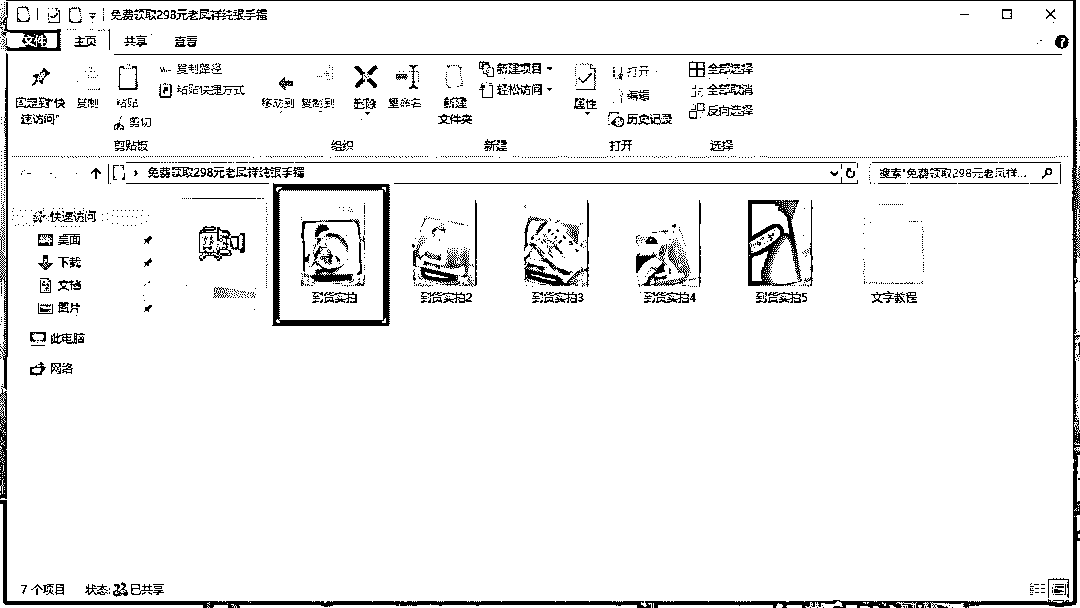 免费领取298元老凤祥纯银手镯
文件 主页 共享 查看
固定到"快速访问"
复制
粘贴
复制路径
粘贴快捷方式
剪切
移动到 复制到 删除 重命名
新建文件夹
新建项目
轻松访问
属性
打开
编辑
历史记录
全部选择
全部取消
反向选择
剪贴板 组织 新建 打开 选择
免费领取298元老凤祥纯银手镯
搜索"免费领取298元老凤祥...
快速访问
桌面
下载
文档
图片
此电脑
网络
到货实拍 到货实拍2 到货实拍3 到货实拍4 到货实拍5 文字教程
7 个项目 状态: 已共享